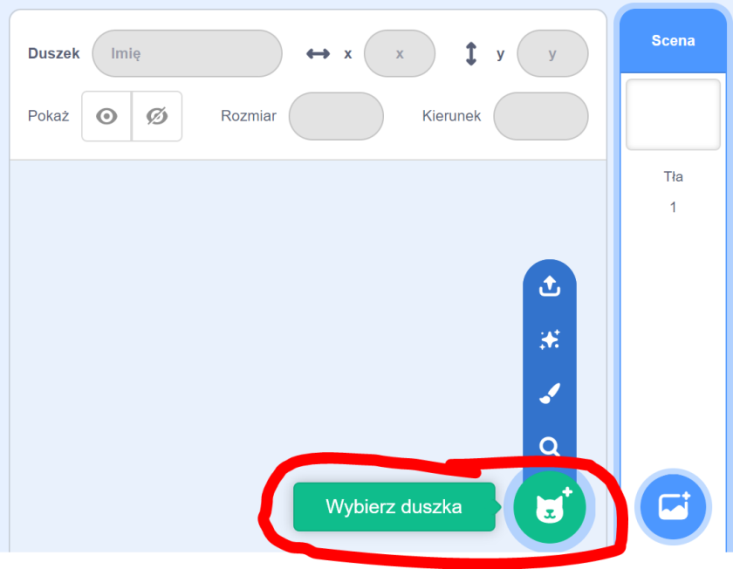 Duszek Imię x x y y
Pokaż Rozmiar Kierunek
Scena
Tła
1
Wybierz duszka